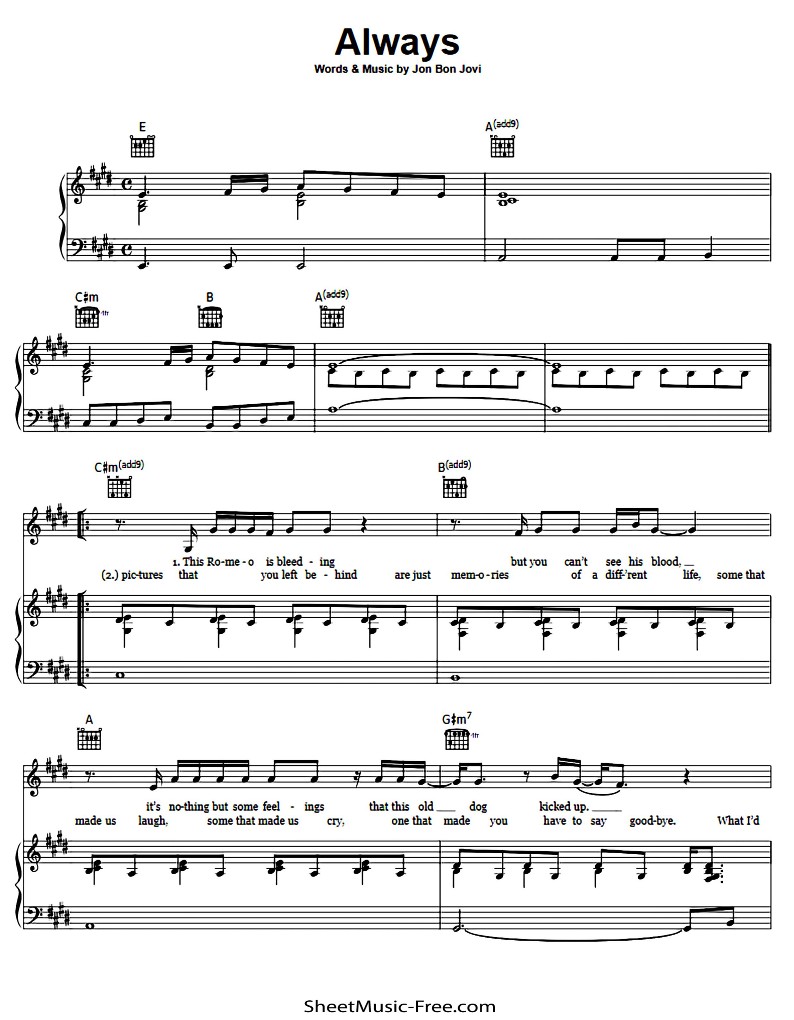 Always
Words & Music by Jon Bon Jovi
E A(add9)
C#m B A(add9)
4fr
C#m(add9) B(add9)
1. This Ro-me-o is bleed - ing but you can't see his blood,
(2.) pic-tures that you left be-hind are just mem-o-ries of a diff-'rent life, some that
A G#m7
4fr
it's no-thing but some feel - ings that this old dog kicked up.
made us laugh, some that made us cry, one that made you have to say good-bye. What I'd
SheetMusic-Free.com